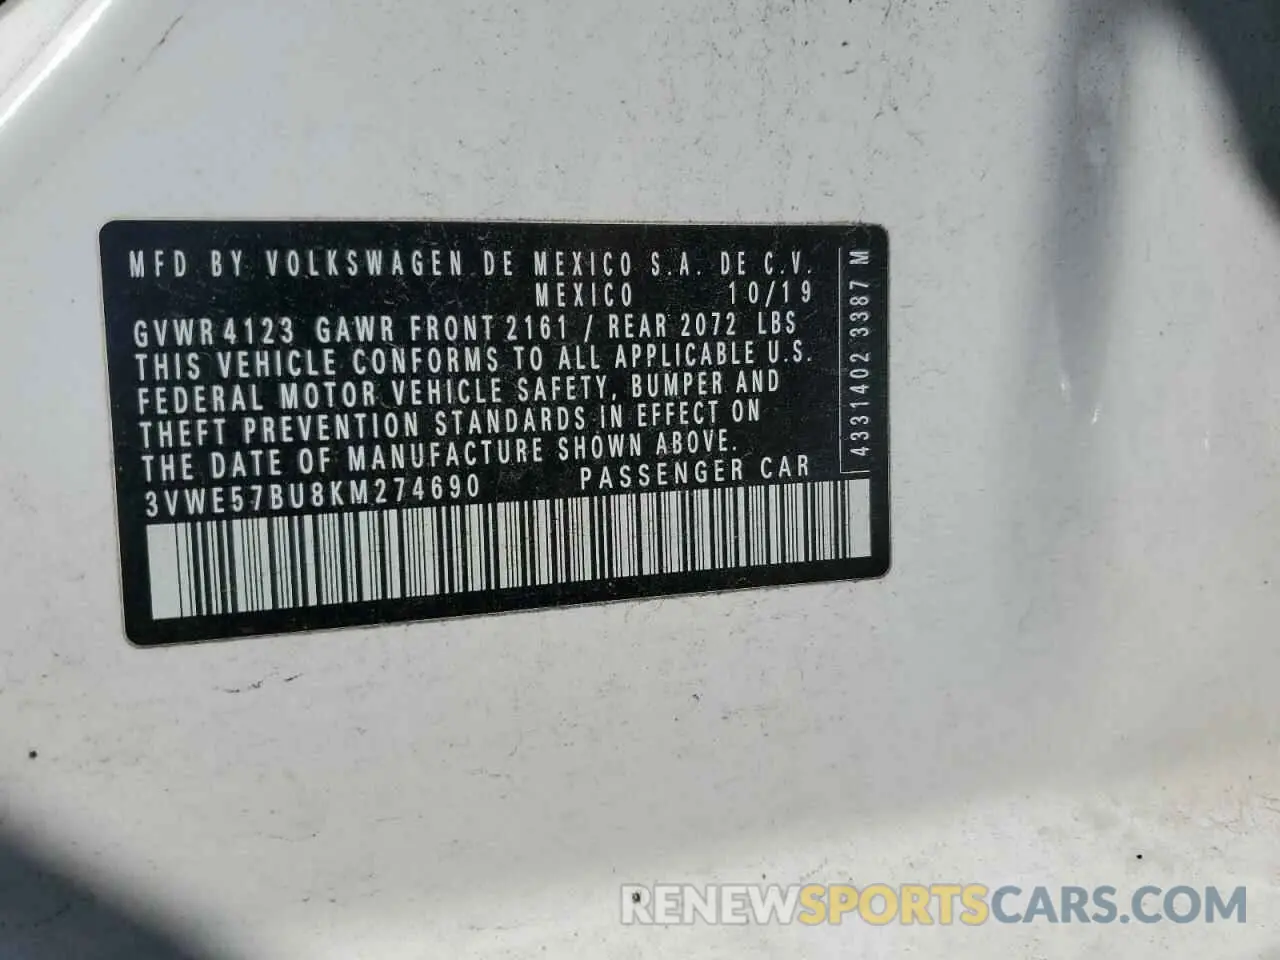 MFD BY VOLKSWAGEN DE MEXICO S.A. DE C.V.
MEXICO 10/19
GVWR 4123 GAWR FRONT 2161 / REAR 2072 LBS
THIS VEHICLE CONFORMS TO ALL APPLICABLE U.S.
FEDERAL MOTOR VEHICLE SAFETY, BUMPER AND
THEFT PREVENTION STANDARDS IN EFFECT ON
THE DATE OF MANUFACTURE SHOWN ABOVE.
3VWE57BU8KM274690 PASSENGER CAR
43331402 3387 M
RENEWSPORTSCARS.COM